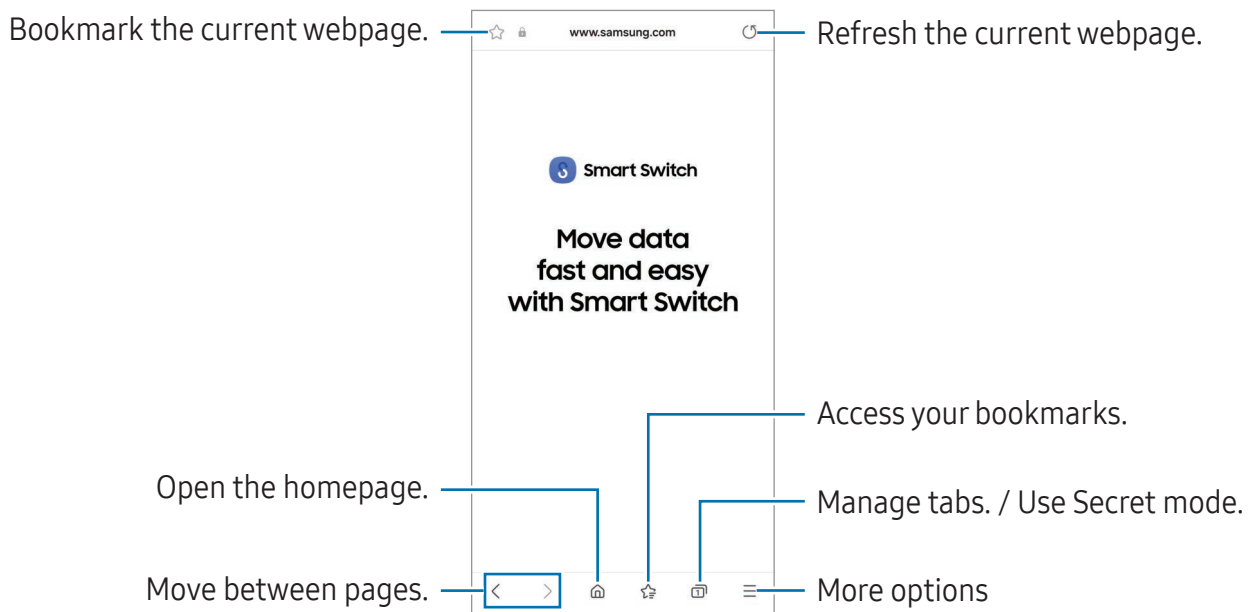 Bookmark the current webpage.
www.samsung.com
Refresh the current webpage.
Smart Switch
Move data
fast and easy
with Smart Switch
Access your bookmarks.
Open the homepage.
Manage tabs. / Use Secret mode.
Move between pages.
1
More options